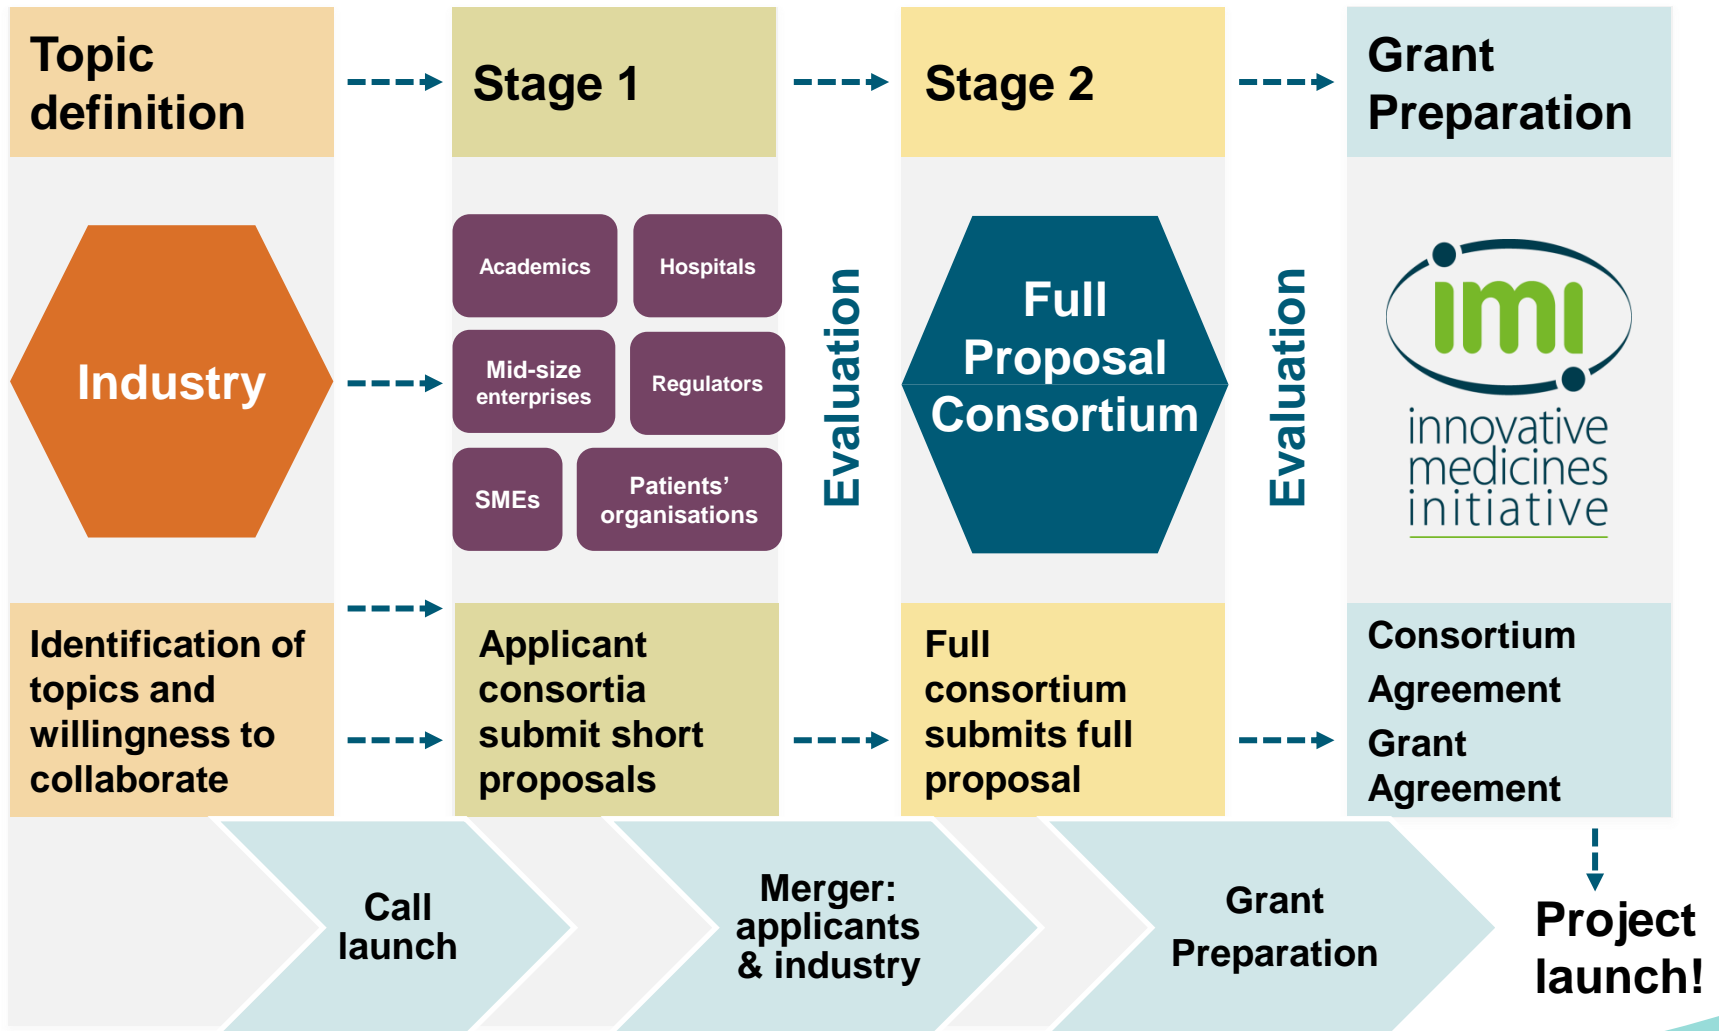 Topic
definition
Stage 1
Stage 2
Grant
Preparation
Industry
Academics
Hospitals
Mid-size
enterprises
Regulators
SMEs
Patients’
organisations
Evaluation
Full
Proposal
Consortium
Evaluation
imi
innovative
medicines
initiative
Identification of
topics and
willingness to
collaborate
Applicant
consortia
submit short
proposals
Full
consortium
submits full
proposal
Consortium
Agreement
Grant
Agreement
Call
launch
Merger:
applicants
& industry
Grant
Preparation
Project
launch!